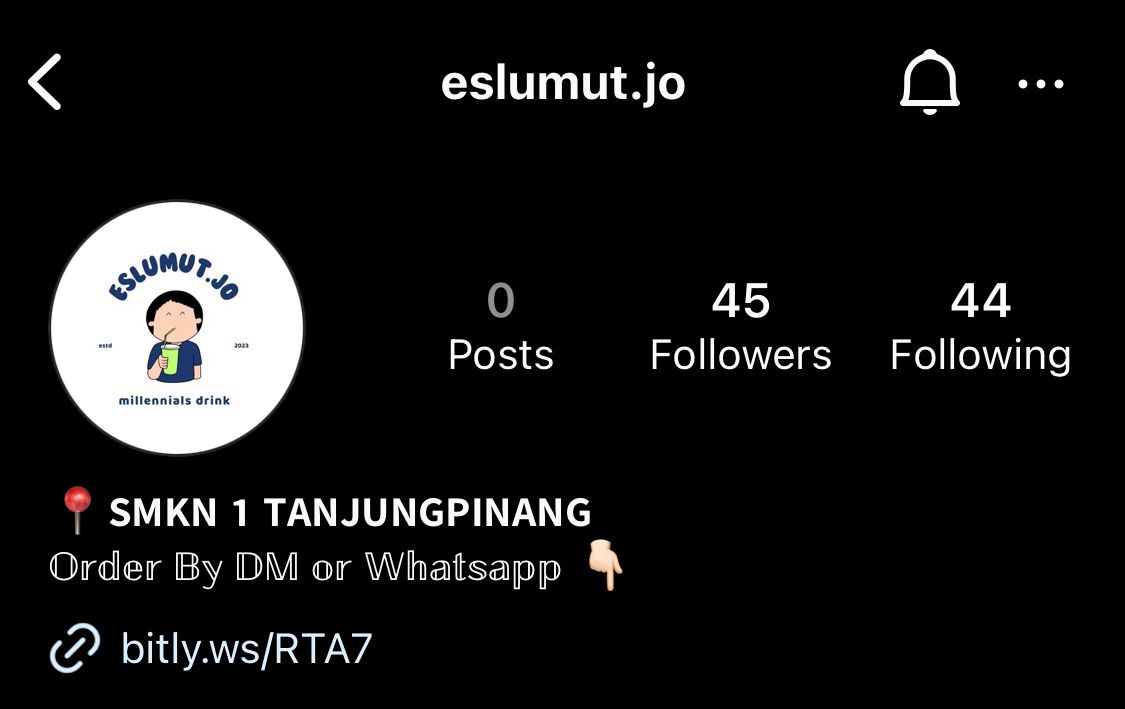 eslumut.jo
ESLUMUT.JO
estd 2023
millennials drink
0 45 44
Posts Followers Following
📍 SMKN 1 TANJUNGPINANG
𝕆rder 𝔹y 𝔻𝕄 or 𝕎hatsapp 👇🏻
bitly.ws/RTA7